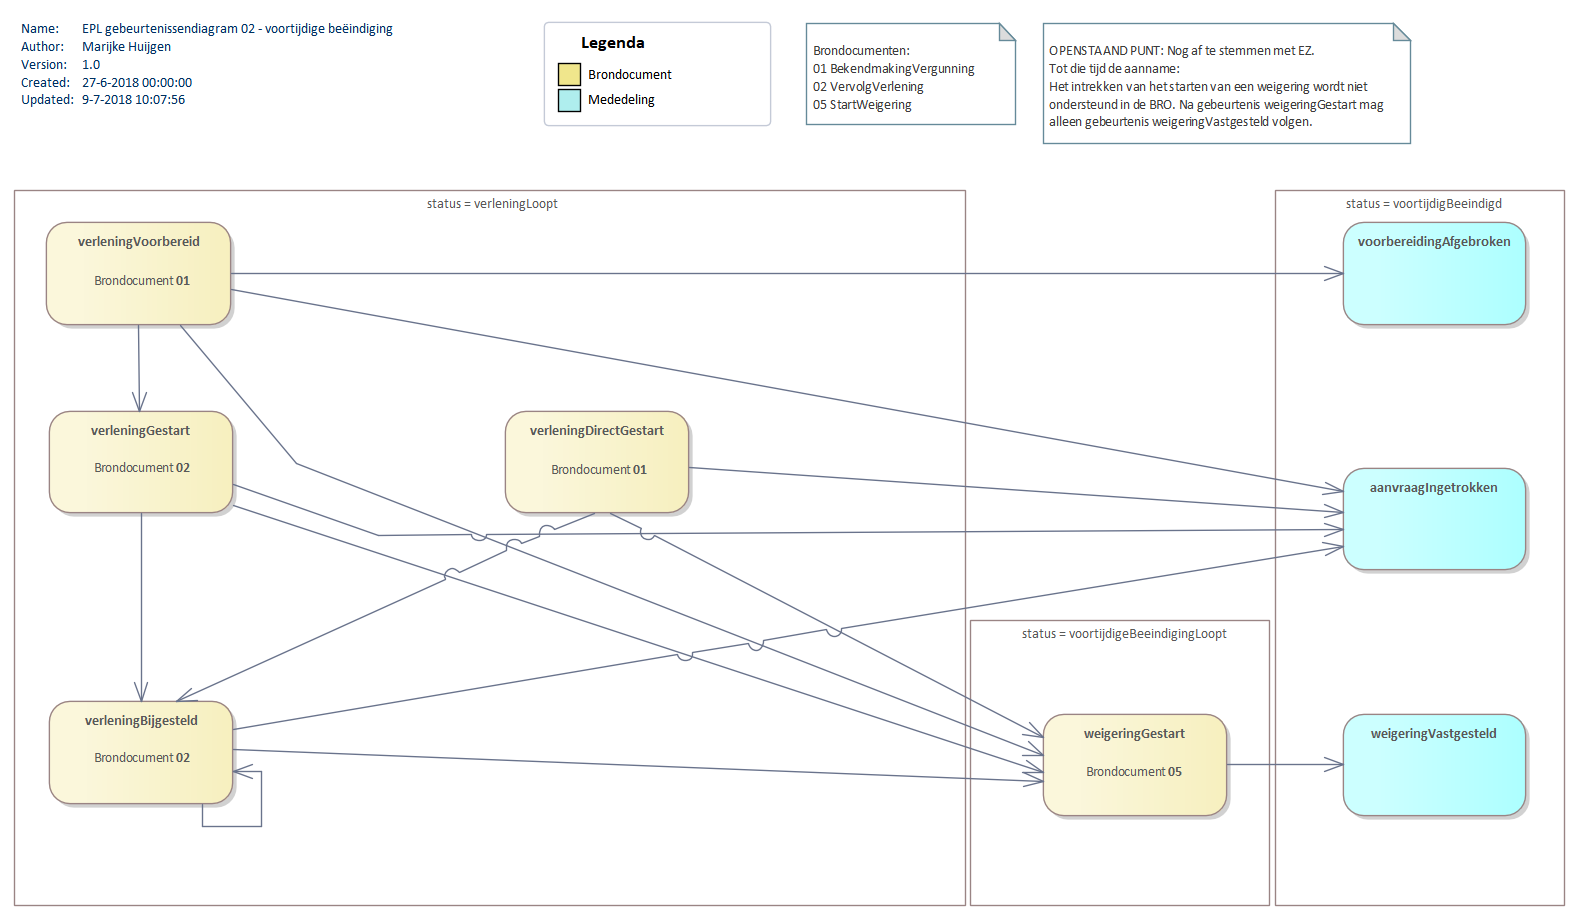 Name: EPL gebeurtenissendiagram 02 - voortijdige beëindiging
Author: Marijke Huijgen
Version: 1.0
Created: 27-6-2018 00:00:00
Updated: 9-7-2018 10:07:56
Legenda
Brondocument
Mededeling
Brondocumenten:
01 BekendmakingVergunning
02 VervolgVerlening
05 StartWeigering
OPENSTAAND PUNT: Nog af te stemmen met EZ.
Tot die tijd de aanname:
Het intrekken van het starten van een weigering wordt niet
ondersteund in de BRO. Na gebeurtenis weigeringGestart mag
alleen gebeurtenis weigeringVastgesteld volgen.
status = verleningLoopt
status = voortijdigBeeindigd
verleningVoorbereid
Brondocument 01
voorbereidingAfgebroken
verleningGestart
Brondocument 02
verleningDirectGestart
Brondocument 01
aanvraagIngetrokken
status = voortijdigeBeeindigingLoopt
verleningBijgesteld
Brondocument 02
weigeringGestart
Brondocument 05
weigeringVastgesteld